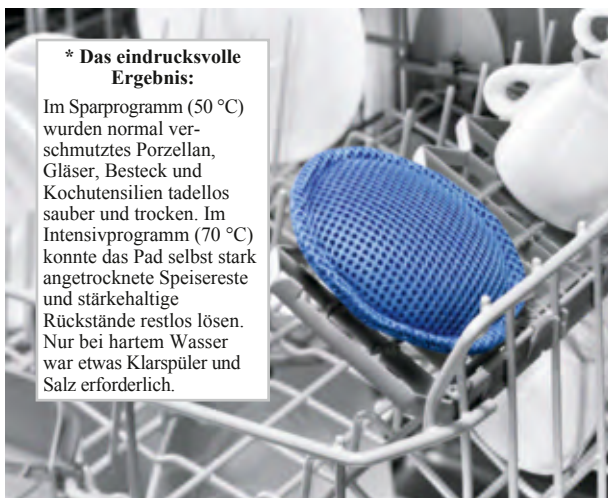 * Das eindrucksvolle
Ergebnis:
Im Sparprogramm (50 °C)
wurden normal ver-
schmutztes Porzellan,
Gläser, Besteck und
Kochutensilien tadellos
sauber und trocken. Im
Intensivprogramm (70 °C)
konnte das Pad selbst stark
angetrocknete Speisereste
und stärkehaltige
Rückstände restlos lösen.
Nur bei hartem Wasser
war etwas Klarspüler und
Salz erforderlich.